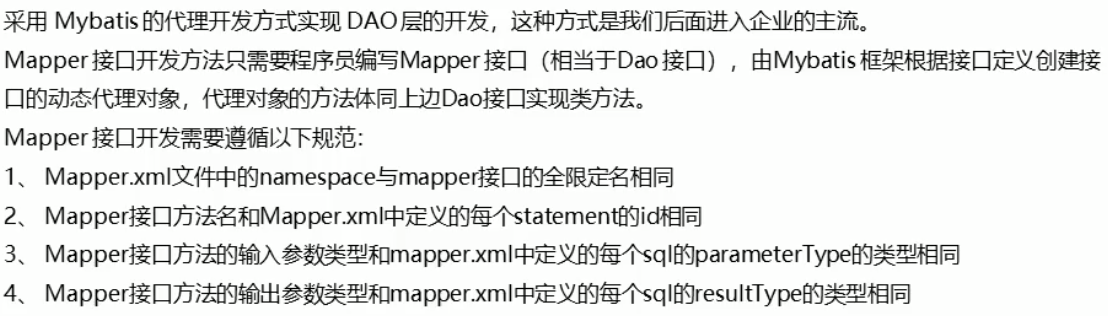 采用 Mybatis 的代理开发方式实现 DAO 层的开发，这种方式是我们后面进入企业的主流。
Mapper 接口开发方法只需要程序员编写Mapper 接口（相当于Dao 接口），由Mybatis 框架根据接口定义创建接
口的动态代理对象，代理对象的方法体同上边Dao接口实现类方法。
Mapper 接口开发需要遵循以下规范：
1、 Mapper.xml文件中的namespace与mapper接口的全限定名相同
2、 Mapper接口方法名和Mapper.xml中定义的每个statement的id相同
3、 Mapper接口方法的输入参数类型和mapper.xml中定义的每个sql的parameterType的类型相同
4、 Mapper接口方法的输出参数类型和mapper.xml中定义的每个sql的resultType的类型相同